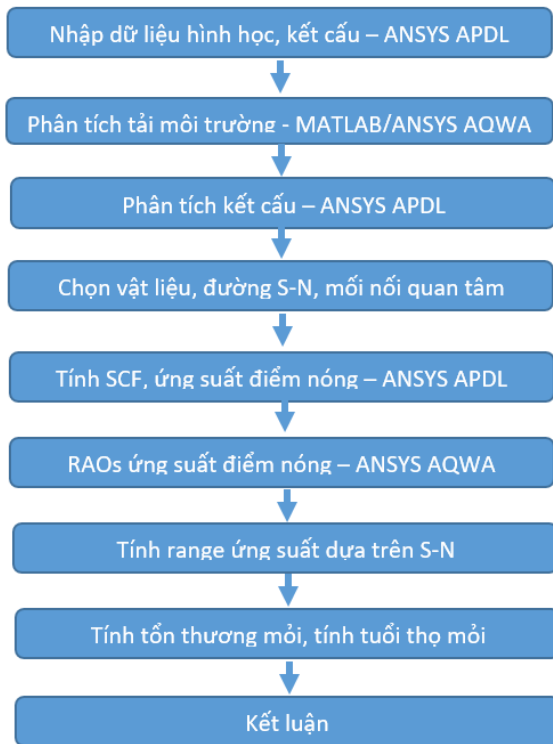 Nhập dữ liệu hình học, kết cấu – ANSYS APDL
Phân tích tải môi trường - MATLAB/ANSYS AQWA
Phân tích kết cấu – ANSYS APDL
Chọn vật liệu, đường S-N, mối nối quan tâm
Tính SCF, ứng suất điểm nóng – ANSYS APDL
RAOs ứng suất điểm nóng – ANSYS AQWA
Tính range ứng suất dựa trên S-N
Tính tổn thương mỏi, tính tuổi thọ mỏi
Kết luận